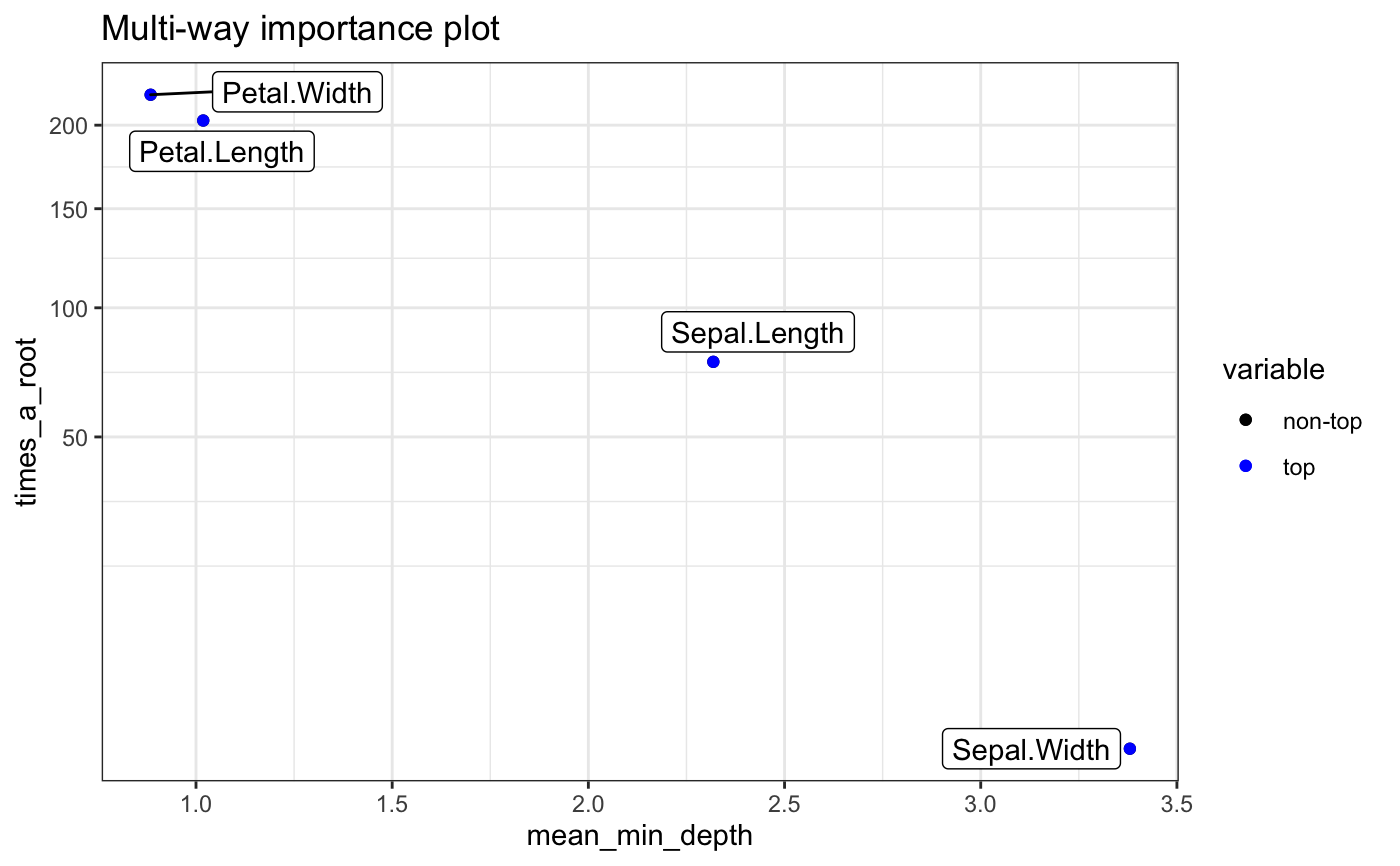 Multi-way importance plot
Petal.Width
200
Petal.Length
150
100
Sepal.Length
50
Sepal.Width
times_a_root
1.0 1.5 2.0 2.5 3.0 3.5
mean_min_depth
variable
non-top
top